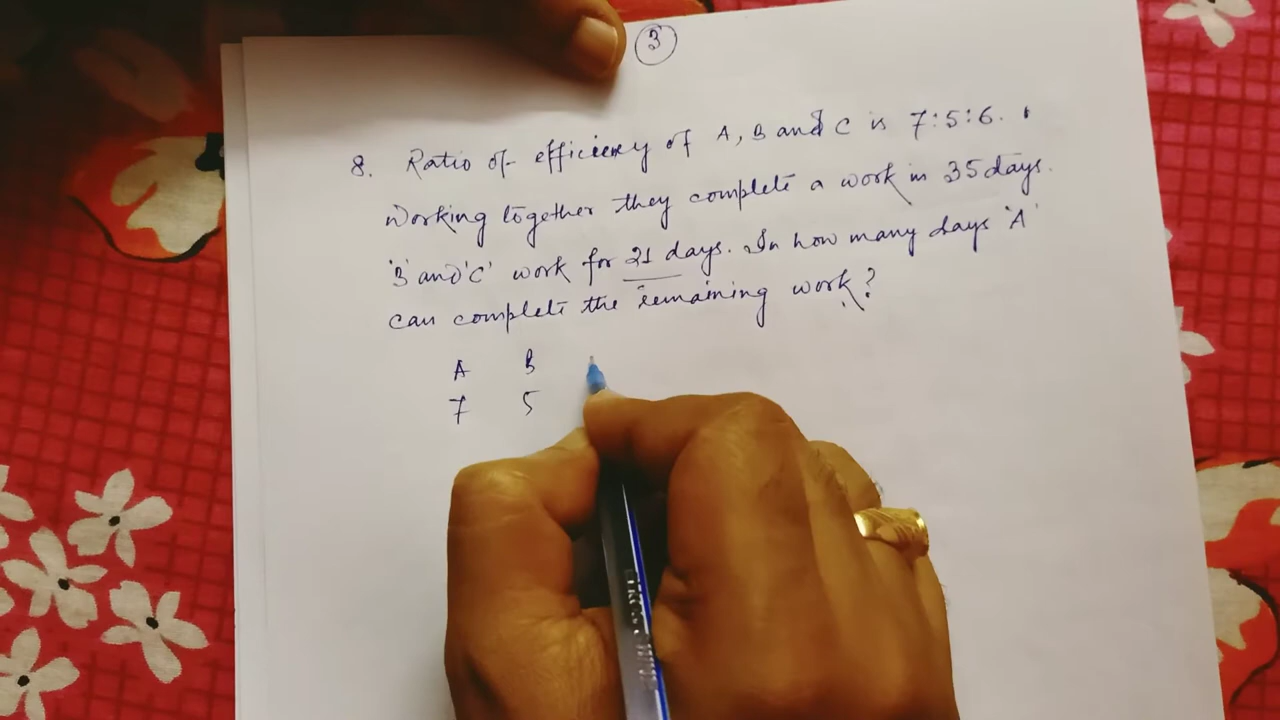 3
8. Ratio of efficiency of A, B and C is 7:5:6.
Working together they complete a work in 35 days.
'B' and 'C' work for 21 days. In how many days 'A'
can complete the remaining work?
A B
7 5